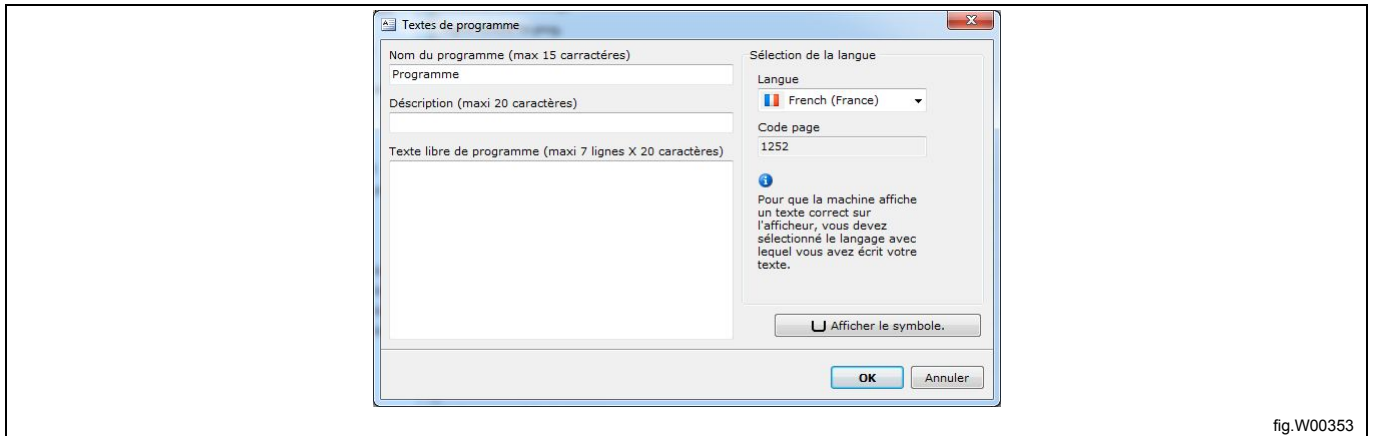 Textes de programme
Nom du programme (max 15 carractéres)
Programme
Déscription (maxi 20 caractères)
Texte libre de programme (maxi 7 lignes X 20 caractères)
Sélection de la langue
Langue
French (France)
Code page
1252
Pour que la machine affiche
un texte correct sur
l'afficheur, vous devez
sélectionné le langage avec
lequel vous avez écrit votre
texte.
Afficher le symbole.
OK
Annuler
fig.W00353